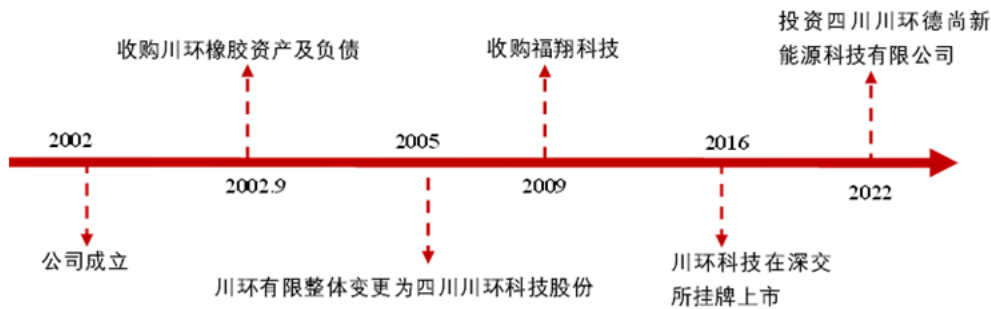 投资四川川环德尚新
能源科技有限公司
收购川环橡胶资产及负债
收购福翔科技
2002
2005
2016
2002.9
2009
2022
公司成立
川环有限整体变更为四川川环科技股份
川环科技在深交
所挂牌上市